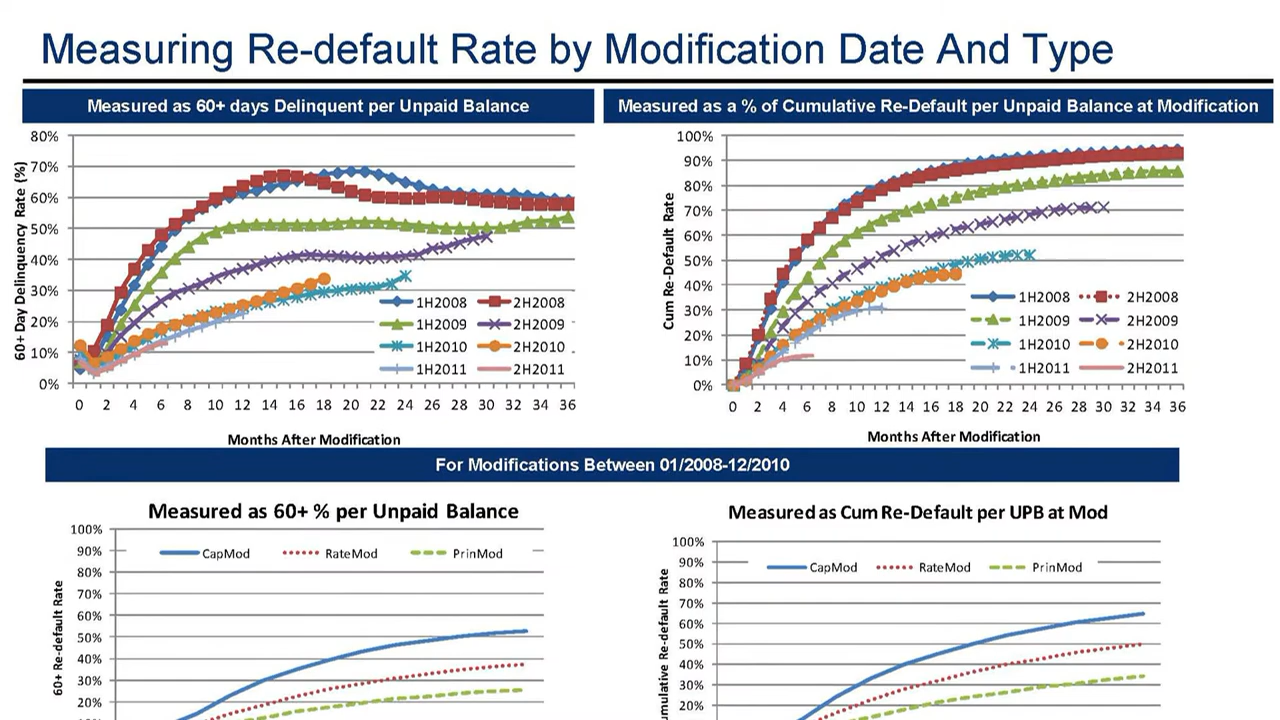 Measuring Re-default Rate by Modification Date And Type
Measured as 60+ days Delinquent per Unpaid Balance
80%
70%
60%
50%
40%
30%
20%
10%
0%
60+ Day Delinquency Rate (%)
1H2008 2H2008
1H2009 2H2009
1H2010 2H2010
1H2011 2H2011
0 2 4 6 8 10 12 14 16 18 20 22 24 26 28 30 32 34 36
Months After Modification
Measured as a % of Cumulative Re-Default per Unpaid Balance at Modification
100%
90%
80%
70%
60%
50%
40%
30%
20%
10%
0%
Cum Re-Default Rate
1H2008 2H2008
1H2009 2H2009
1H2010 2H2010
1H2011 2H2011
0 2 4 6 8 10 12 14 16 18 20 22 24 26 28 30 32 34 36
Months After Modification
For Modifications Between 01/2008-12/2010
Measured as 60+ % per Unpaid Balance
100%
90%
80%
70%
60%
50%
40%
30%
20%
60+ Re-default Rate
CapMod RateMod PrinMod
Measured as Cum Re-Default per UPB at Mod
100%
90%
80%
70%
60%
50%
40%
30%
20%
umulative Re-default Rate
CapMod RateMod PrinMod